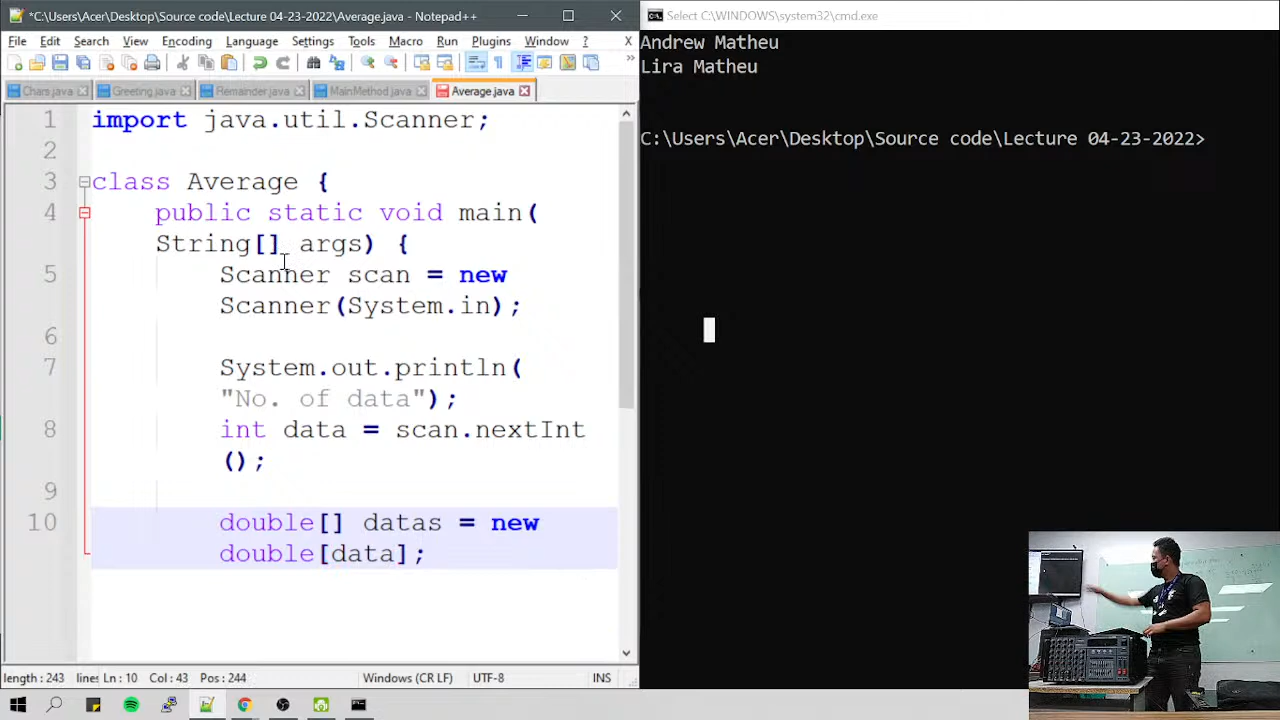 *C:\Users\Acer\Desktop\Source code\Lecture 04-23-2022\Average.java - Notepad++
File Edit Search View Encoding Language Settings Tools Macro Run Plugins Window ? X
Chars.java Greeting.java Remainder.java MainMethod.java Average.java
1 import java.util.Scanner;
2
3 class Average {
4 public static void main(
String[] args) {
5 Scanner scan = new
Scanner(System.in);
6
7 System.out.println(
"No. of data");
8 int data = scan.nextInt
();
9
10 double[] datas = new
double[data];
length : 243 lines Ln : 10 Col : 43 Pos : 244 Windows (CR LF) UTF-8 INS
Select C:\WINDOWS\system32\cmd.exe
Andrew Matheu
Lira Matheu
C:\Users\Acer\Desktop\Source code\Lecture 04-23-2022>